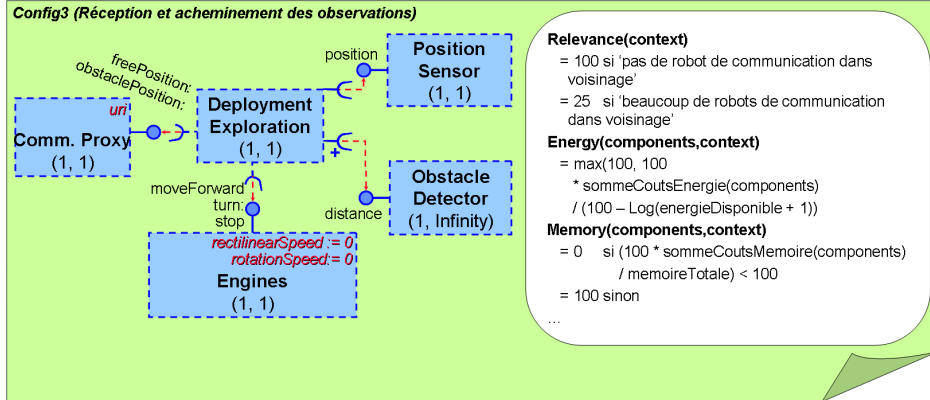 Config3 (Réception et acheminement des observations)
freePosition:
obstaclePosition:
uri
Comm. Proxy
(1, 1)
Deployment
Exploration
(1, 1)
position
Position
Sensor
(1, 1)
+
distance
Obstacle
Detector
(1, Infinity)
moveForward
turn:
stop
rectilinearSpeed := 0
rotationSpeed:= 0
Engines
(1, 1)
Relevance(context)
= 100 si ‘pas de robot de communication dans
voisinage’
= 25 si ‘beaucoup de robots de communication
dans voisinage’
Energy(components,context)
= max(100, 100
* sommeCoutsEnergie(components)
/ (100 – Log(energieDisponible + 1))
Memory(components,context)
= 0 si (100 * sommeCoutsMemoire(components)
/ memoireTotale) < 100
= 100 sinon
…